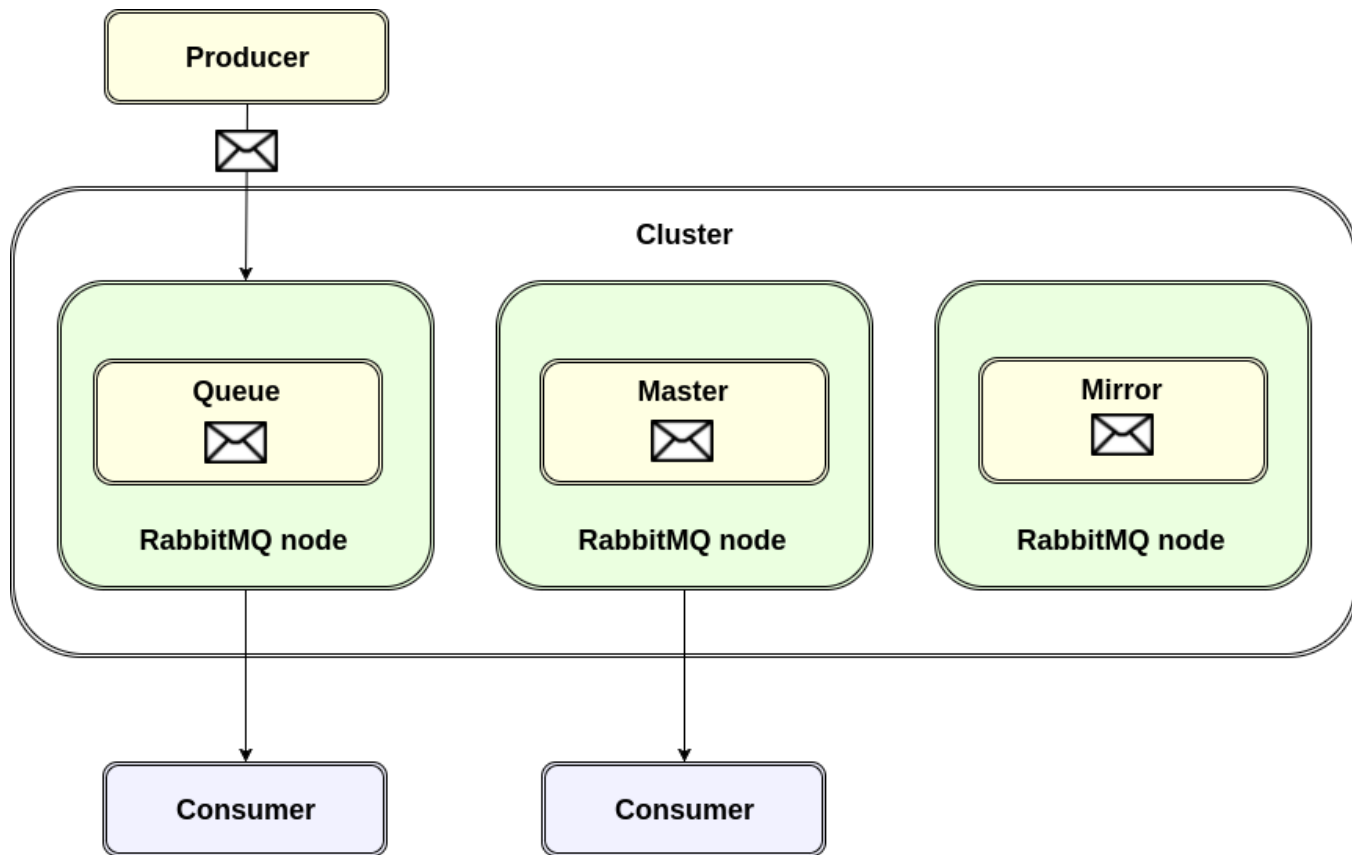 Producer
Cluster
Queue
Master
Mirror
RabbitMQ node
RabbitMQ node
RabbitMQ node
Consumer
Consumer